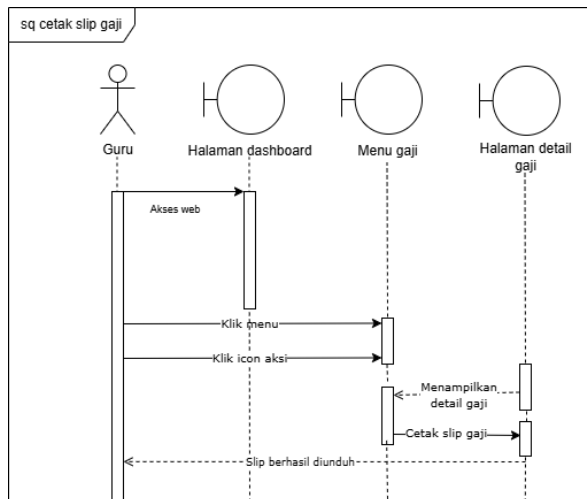 sq cetak slip gaji
Guru
Halaman dashboard
Menu gaji
Halaman detail
gaji
Akses web
Klik menu
Klik icon aksi
Menampilkan
detail gaji
Cetak slip gaji
Slip berhasil diunduh